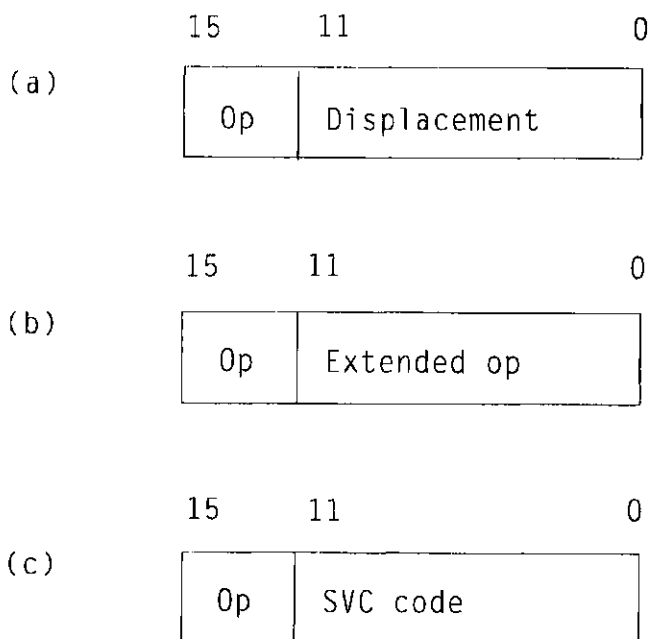 15 11 0
(a)
Op Displacement
15 11 0
(b)
Op Extended op
15 11 0
(c)
Op SVC code